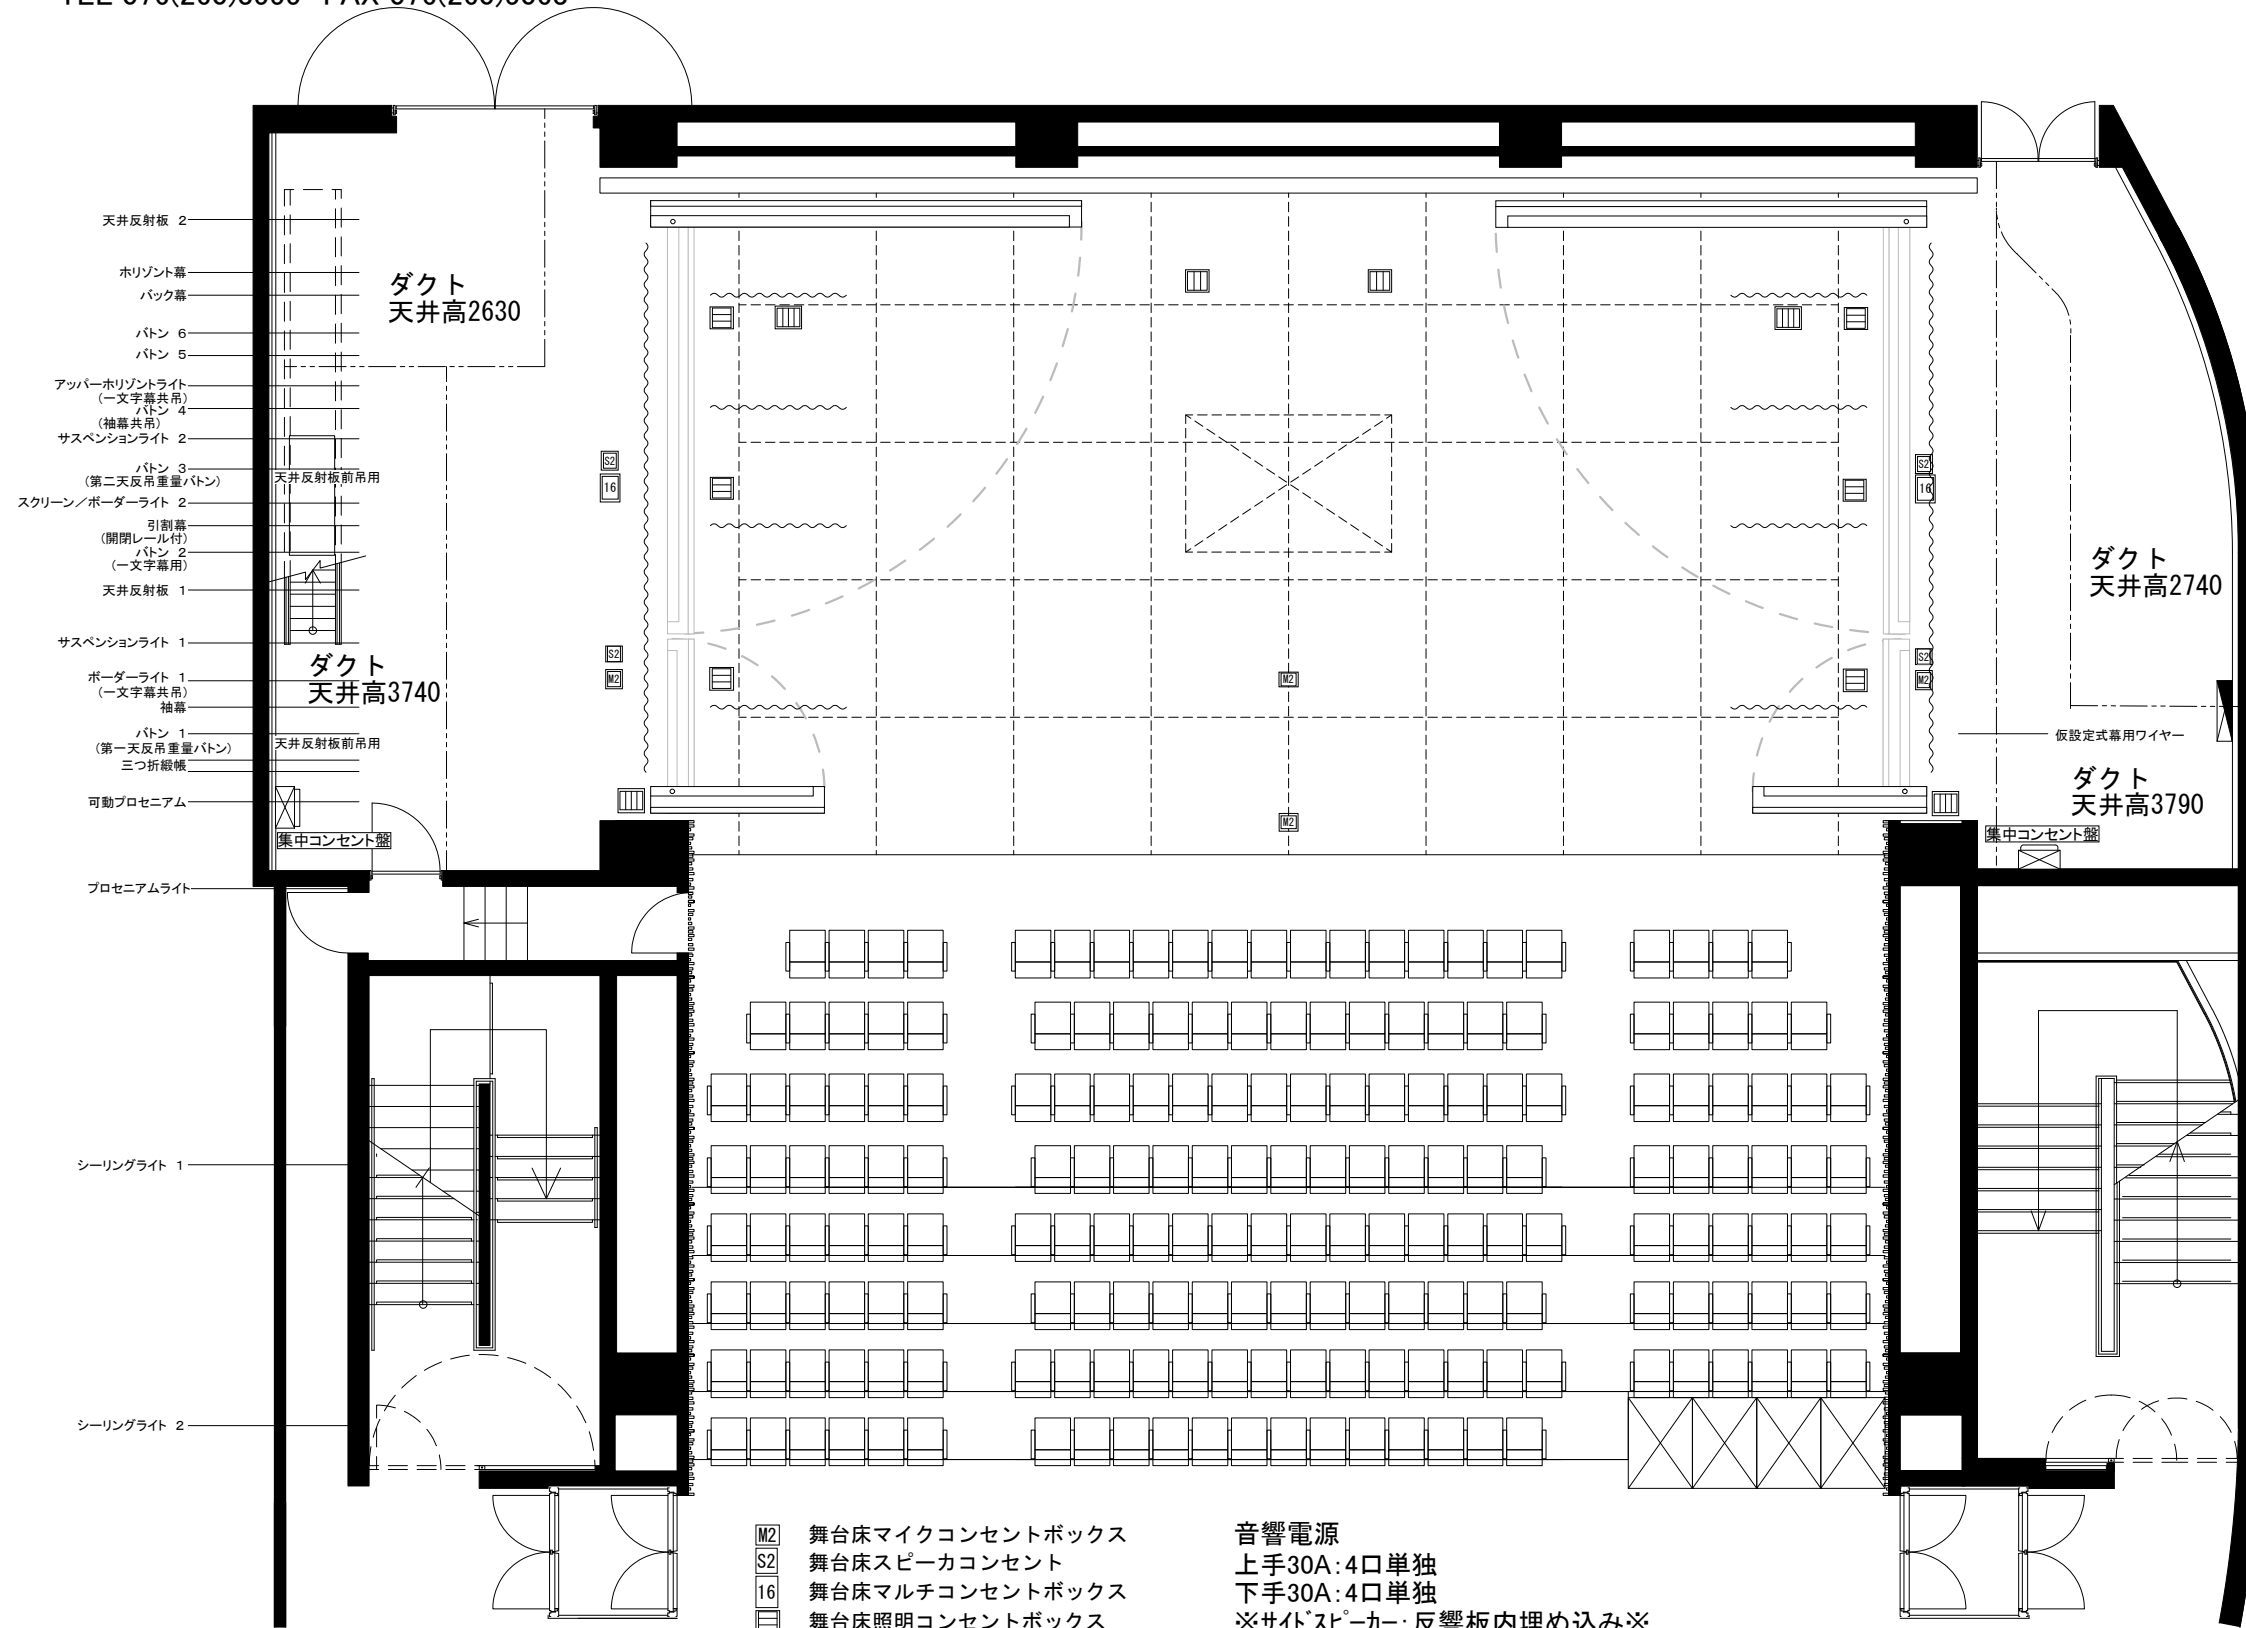 天井反射板 2
ホリゾント幕
バック幕
バトン 6
バトン 5
アッパーホリゾントライト
(一文字幕共吊)
バトン 4
(袖幕共吊)
サスペンションライト 2
バトン 3
(第二天反吊重量バトン)
スクリーン／ボーダーライト 2
引割幕
(開閉レール付)
バトン 2
(一文字幕用)
天井反射板 1
サスペンションライト 1
ボーダーライト 1
(一文字幕共吊)
袖幕
バトン 1
(第一天反吊重量バトン)
三つ折緞帳
可動プロセニアム
プロセニアムライト
シーリングライト 1
シーリングライト 2
ダクト
天井高2630
天井反射板前吊用
ダクト
天井高3740
天井反射板前吊用
集中コンセント盤
S2
16
S2
M2
M2
M2
S2
16
S2
M2
ダクト
天井高2740
仮設定式幕用ワイヤー
ダクト
天井高3790
集中コンセント盤
M2 舞台床マイクコンセントボックス
S2 舞台床スピーカコンセント
16 舞台床マルチコンセントボックス
舞台床照明コンセントボックス
音響電源
上手30A:4口単独
下手30A:4口単独
※サイドスピーカー:反響板内埋め込み※